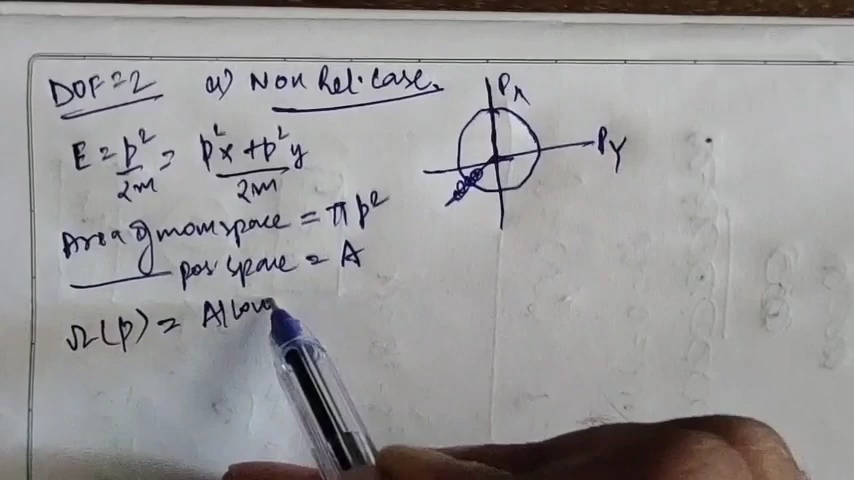 DOF=2 a) Non Rel. Case.
E = p²/2m = p²x + p²y/2m
Area of mom space = πp²
pos. space = A
Ω(p) = Allow
Px
Py